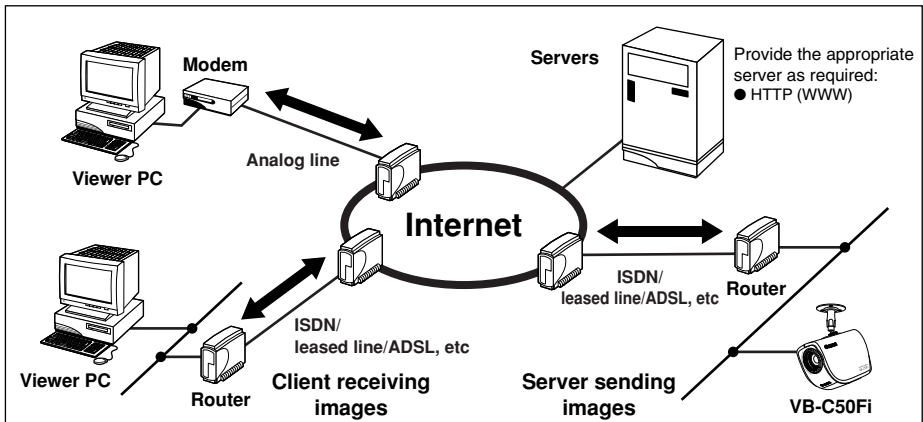 Modem
Analog line
Viewer PC
Servers
Provide the appropriate
server as required:
● HTTP (WWW)
Internet
ISDN/
leased line/ADSL, etc
Router
Viewer PC
Router
ISDN/
leased line/ADSL, etc
Client receiving
images
Server sending
images
VB-C50Fi